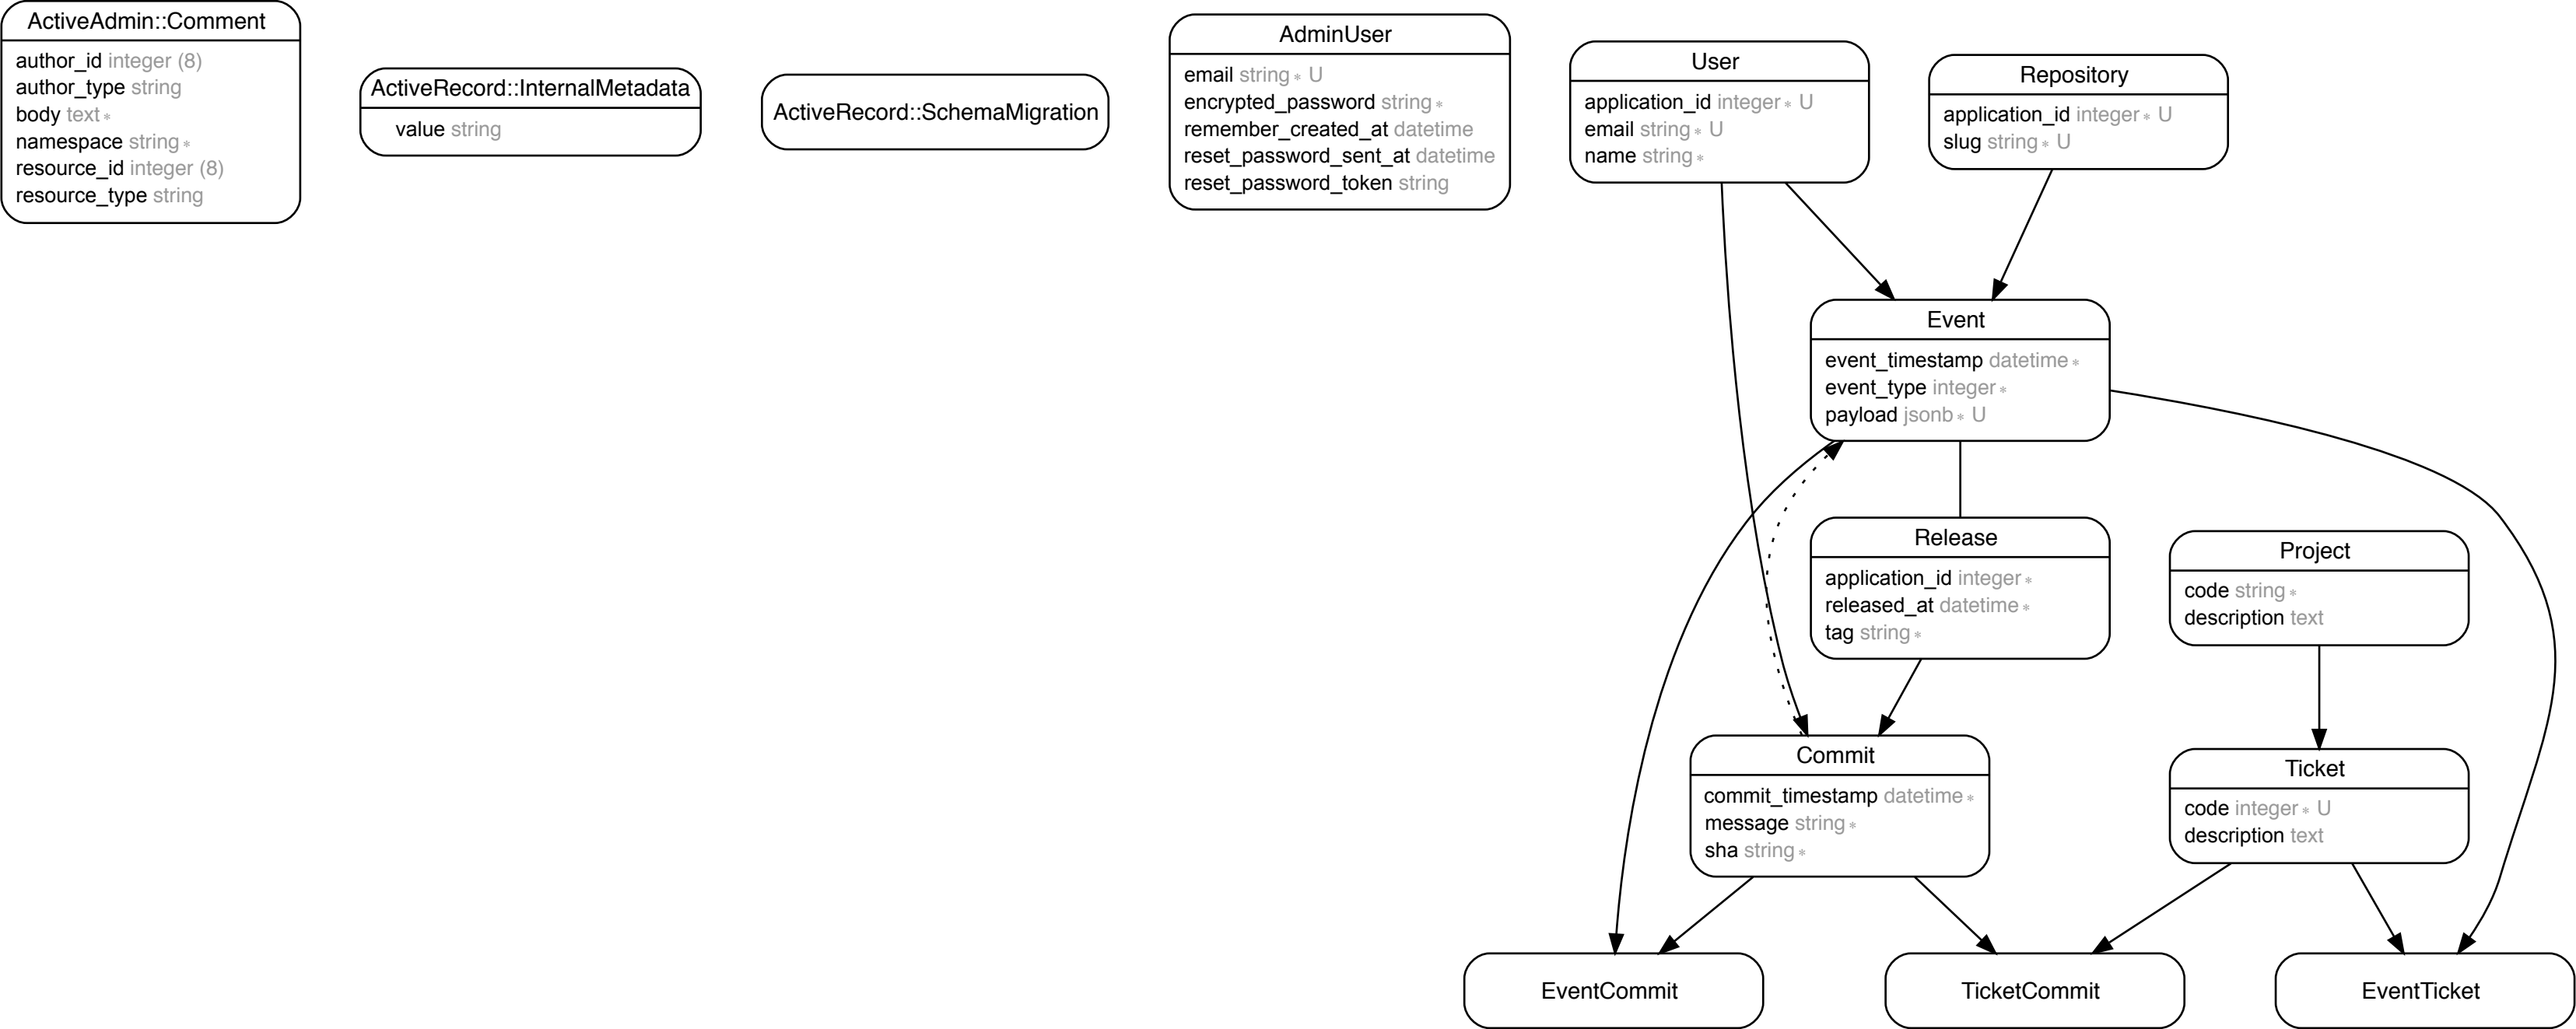 ActiveAdmin::Comment
author_id integer (8)
author_type string
body text ∗
namespace string ∗
resource_id integer (8)
resource_type string
ActiveRecord::InternalMetadata
value string
ActiveRecord::SchemaMigration
AdminUser
email string ∗ U
encrypted_password string ∗
remember_created_at datetime
reset_password_sent_at datetime
reset_password_token string
User
application_id integer ∗ U
email string ∗ U
name string ∗
Repository
application_id integer ∗ U
slug string ∗ U
Event
event_timestamp datetime ∗
event_type integer ∗
payload jsonb ∗ U
Release
application_id integer ∗
released_at datetime ∗
tag string ∗
Project
code string ∗
description text
Commit
commit_timestamp datetime ∗
message string ∗
sha string ∗
Ticket
code integer ∗ U
description text
EventCommit
TicketCommit
EventTicket